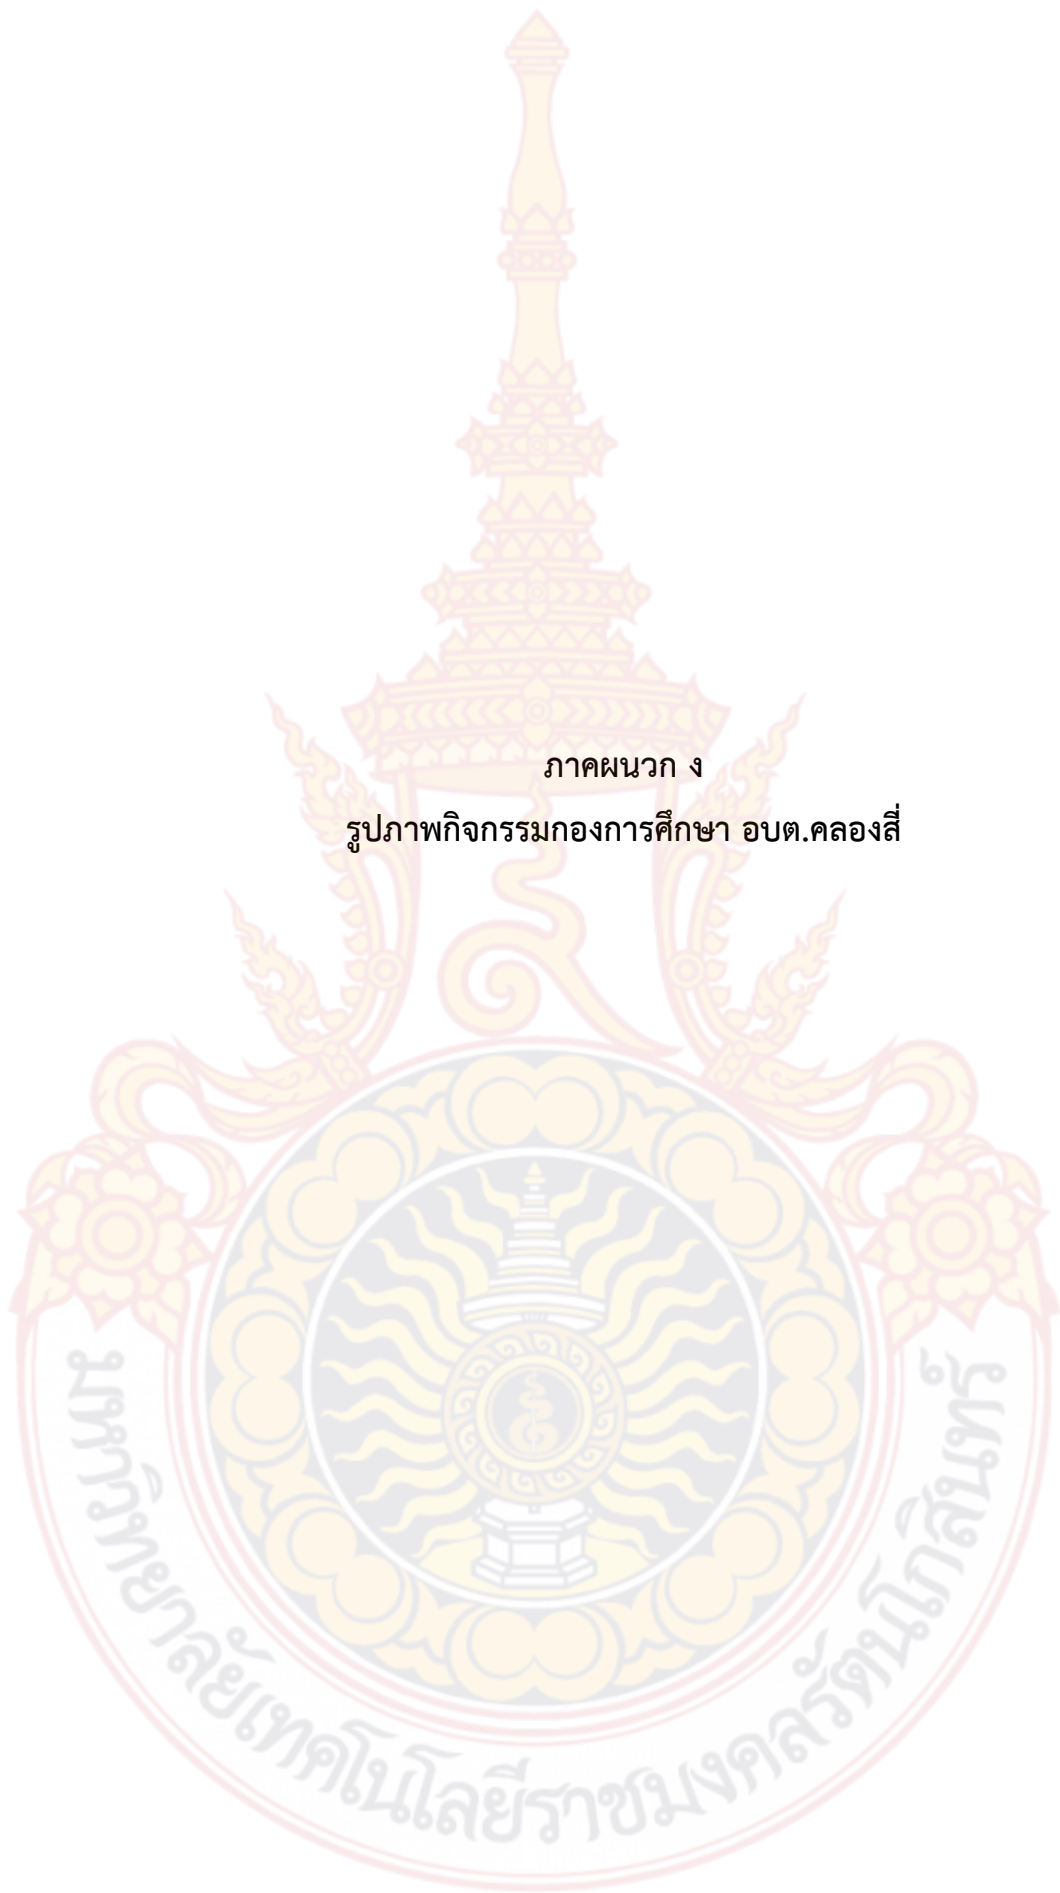 ภาคผนวก ง
รูปภาพกิจกรรมกองการศึกษา อบต.คลองสี่
มหาวิทยาลัยเทคโนโลยีราชมงคลรัตนโกสินทร์